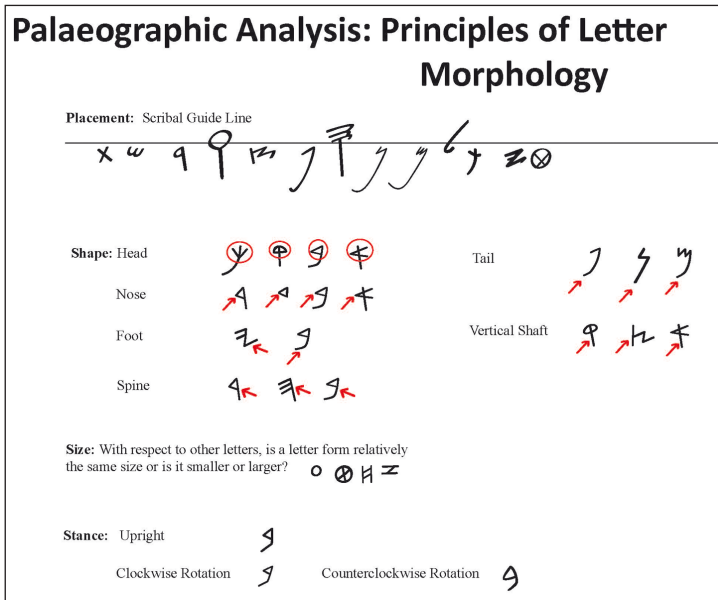 Palaeographic Analysis: Principles of Letter
Morphology
Placement: Scribal Guide Line
Shape: Head
Tail
Nose
Foot
Vertical Shaft
Spine
Size: With respect to other letters, is a letter form relatively
the same size or is it smaller or larger?
Stance: Upright
Clockwise Rotation
Counterclockwise Rotation